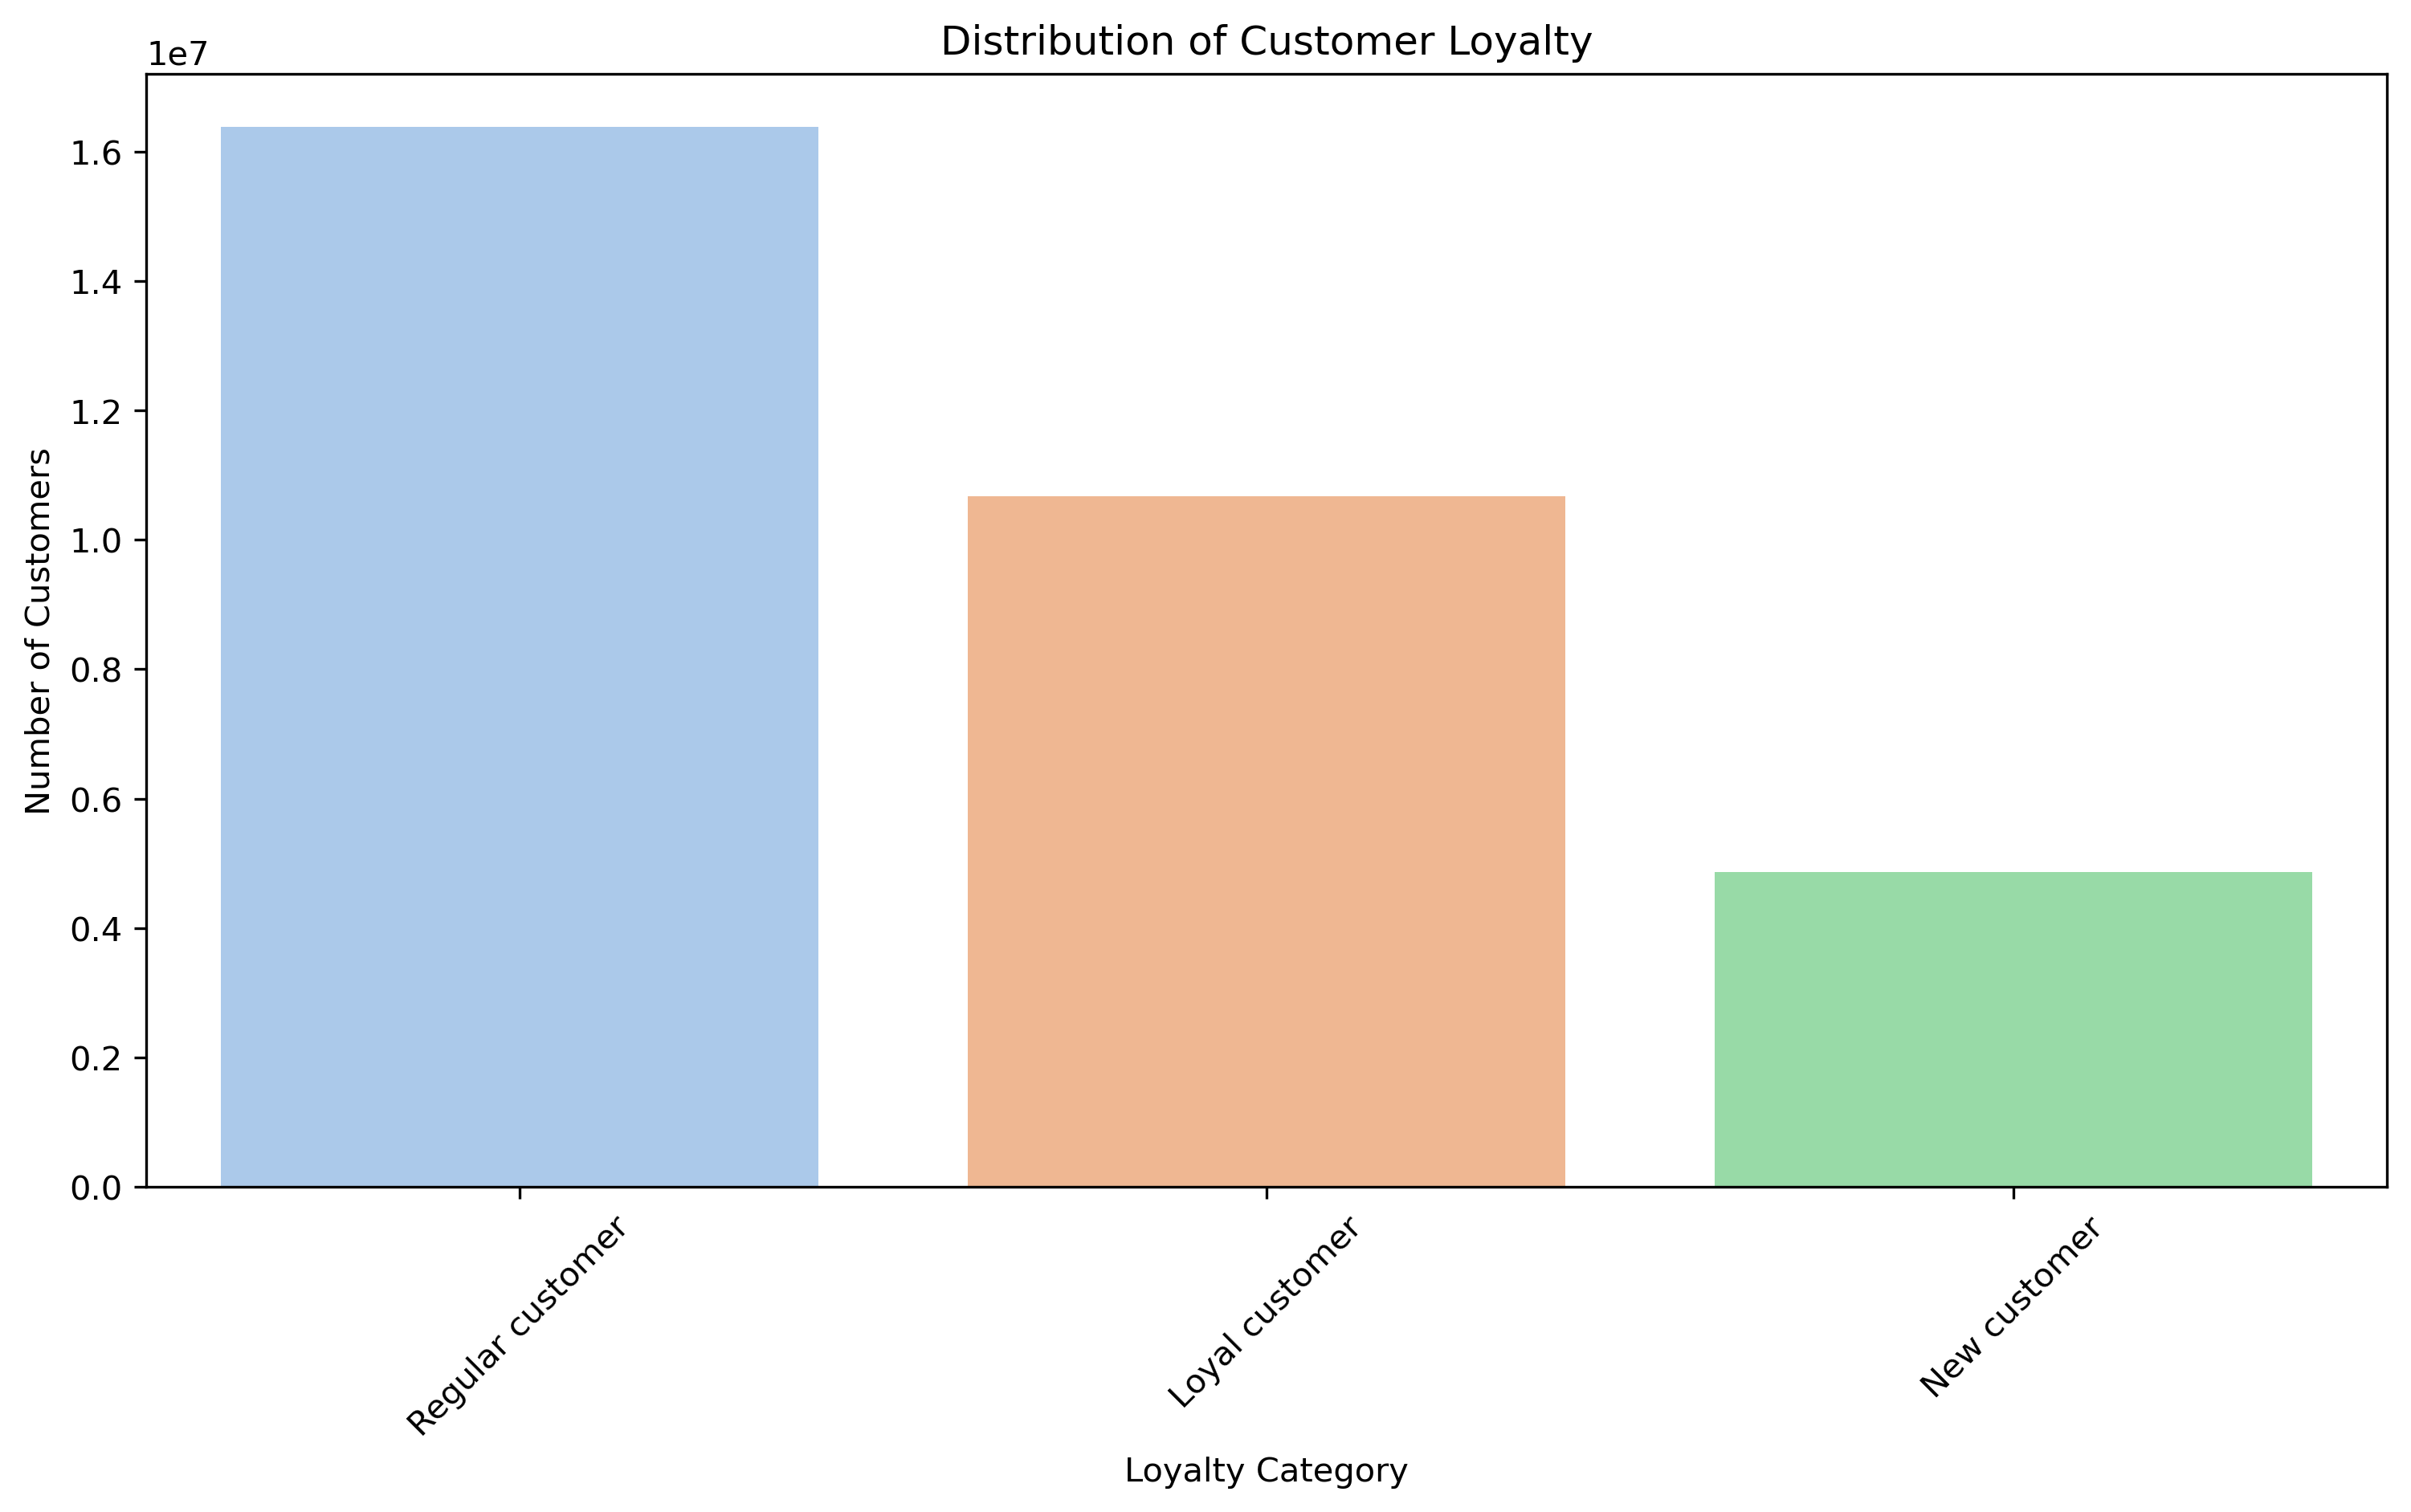 Distribution of Customer Loyalty
1e7
1.6
1.4
1.2
1.0
0.8
0.6
0.4
0.2
0.0
Number of Customers
Regular customer
Loyal customer
New customer
Loyalty Category